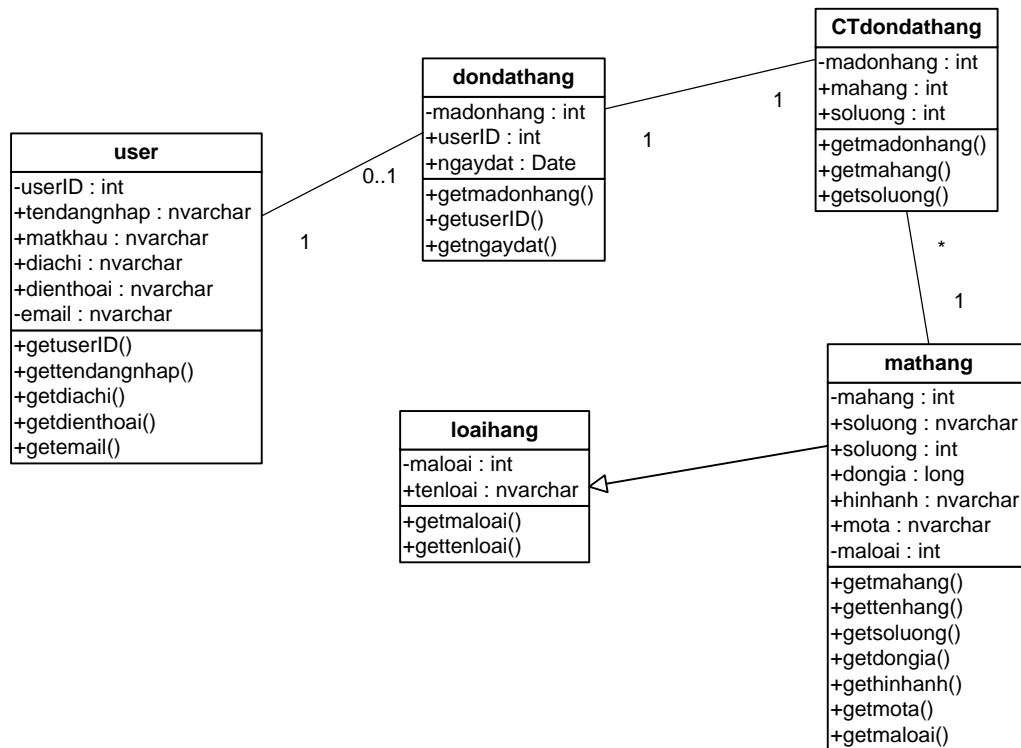 CTdondathang
-madonhang : int
+mahang : int
+soluong : int
+getmadonhang()
+getmahang()
+getsoluong()
dondathang
-madonhang : int
+userID : int
+ngaydat : Date
+getmadonhang()
+getuserID()
+getngaydat()
1
1
user
-userID : int
+tendangnhap : nvarchar
+matkhau : nvarchar
+diachi : nvarchar
+dienthoai : nvarchar
-email : nvarchar
+getuserID()
+gettendangnhap()
+getdiachi()
+getdienthoai()
+getemail()
0..1
1
*
1
mathang
-mahang : int
+soluong : nvarchar
+soluong : int
+dongia : long
+hinhanh : nvarchar
+mota : nvarchar
-maloai : int
+getmahang()
+gettenhang()
+getsoluong()
+getdongia()
+gethinhanh()
+getmota()
+getmaloai()
loaihang
-maloai : int
+tenloai : nvarchar
+getmaloai()
+gettenloai()